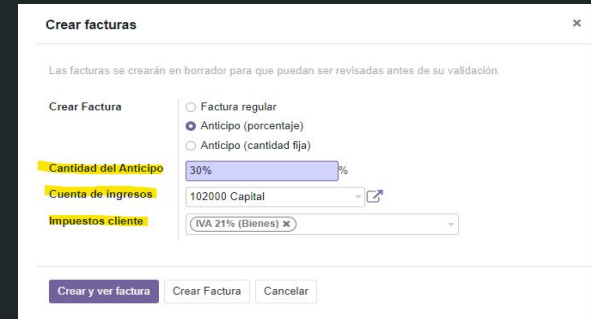 Crear facturas ×
Las facturas se crearán en borrador para que puedan ser revisadas antes de su validación.
Crear Factura
Factura regular
Anticipo (porcentaje)
Anticipo (cantidad fija)
Cantidad del Anticipo 30% %
Cuenta de ingresos 102000 Capital
Impuestos cliente IVA 21% (Bienes) ×
Crear y ver factura Crear Factura Cancelar